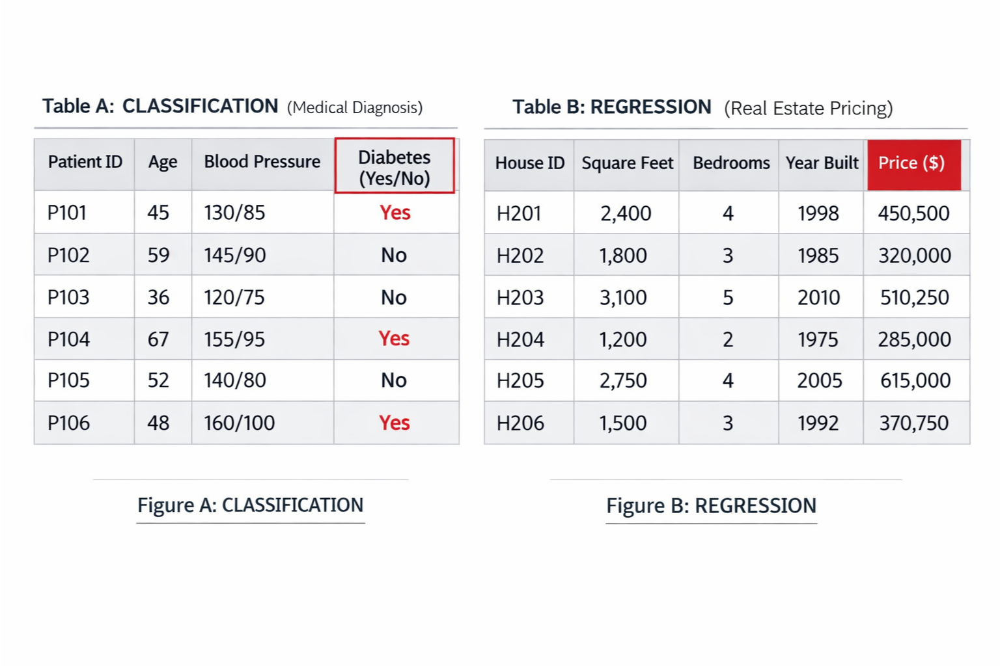 Table A: CLASSIFICATION (Medical Diagnosis)
Patient ID Age Blood Pressure Diabetes
(Yes/No)
P101 45 130/85 Yes
P102 59 145/90 No
P103 36 120/75 No
P104 67 155/95 Yes
P105 52 140/80 No
P106 48 160/100 Yes
Figure A: CLASSIFICATION
Table B: REGRESSION (Real Estate Pricing)
House ID Square Feet Bedrooms Year Built Price ($)
H201 2,400 4 1998 450,500
H202 1,800 3 1985 320,000
H203 3,100 5 2010 510,250
H204 1,200 2 1975 285,000
H205 2,750 4 2005 615,000
H206 1,500 3 1992 370,750
Figure B: REGRESSION